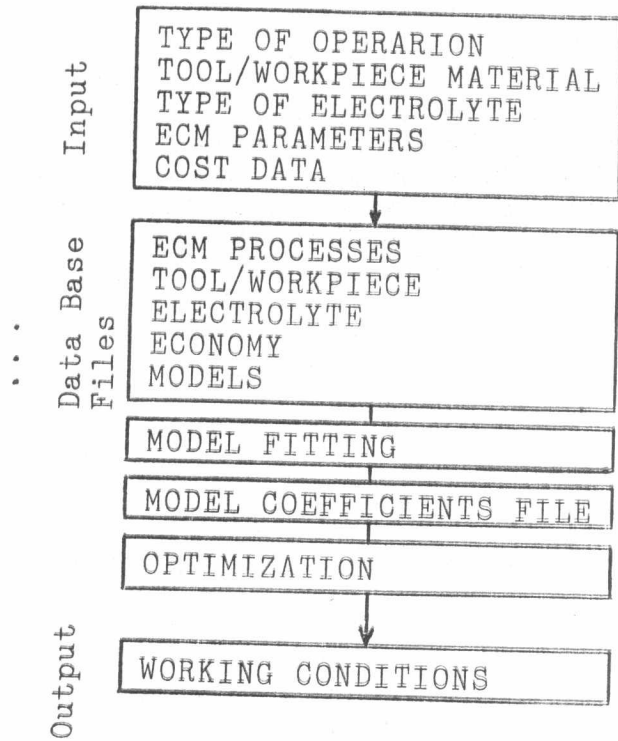 Input
TYPE OF OPERARION
TOOL/WORKPIECE MATERIAL
TYPE OF ELECTROLYTE
ECM PARAMETERS
COST DATA
Data Base
Files
ECM PROCESSES
TOOL/WORKPIECE
ELECTROLYTE
ECONOMY
MODELS
MODEL FITTING
MODEL COEFFICIENTS FILE
OPTIMIZATION
Output
WORKING CONDITIONS